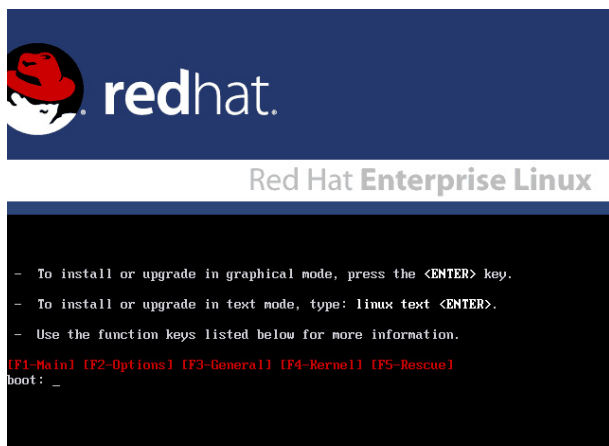 redhat.
Red Hat Enterprise Linux
- To install or upgrade in graphical mode, press the <ENTER> key.
- To install or upgrade in text mode, type: linux text <ENTER>.
- Use the function keys listed below for more information.
[F1-Main] [F2-Options] [F3-General] [F4-Kernel] [F5-Rescue]
boot: _